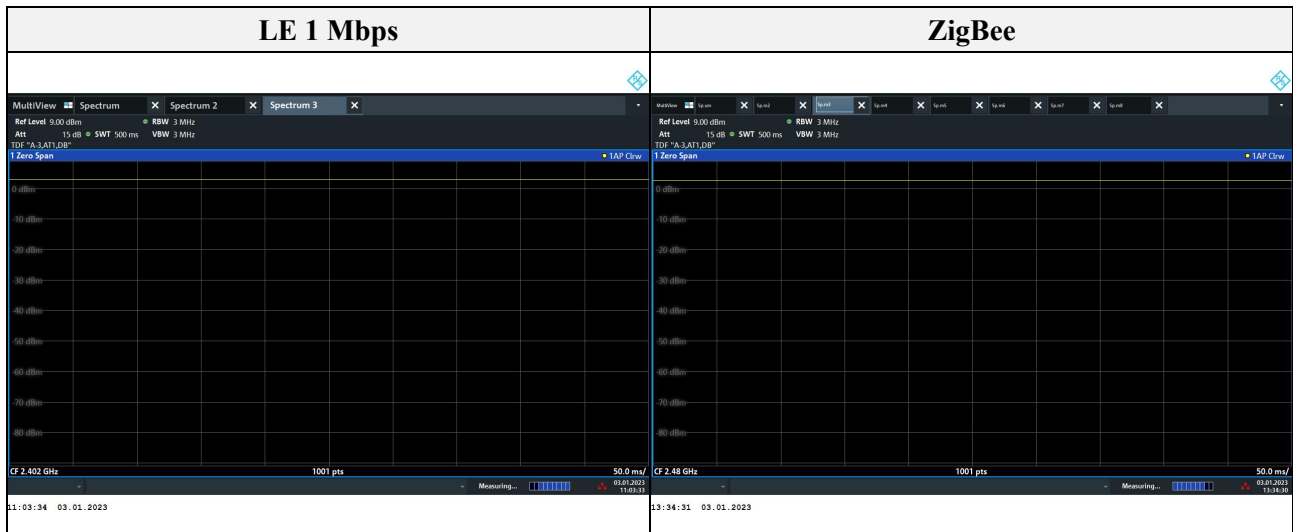 LE 1 Mbps
ZigBee
MultiView Spectrum X Spectrum 2 X Spectrum 3 X
Ref Level 9.00 dBm RBW 3 MHz
Att 15 dB SWT 500 ms VBW 3 MHz
TDF "A-3,AT1,DB"
1 Zero Span 1AP Clrw
0 dBm
-10 dBm
-20 dBm
-30 dBm
-40 dBm
-50 dBm
-60 dBm
-70 dBm
-80 dBm
CF 2.402 GHz 1001 pts 50.0 ms/
Measuring... 03.01.2023
11:03:33
11:03:34 03.01.2023
MultiView X X X X X X X X
Ref Level 9.00 dBm RBW 3 MHz
Att 15 dB SWT 500 ms VBW 3 MHz
TDF "A-3,AT1,DB"
1 Zero Span 1AP Clrw
0 dBm
-10 dBm
-20 dBm
-30 dBm
-40 dBm
-50 dBm
-60 dBm
-70 dBm
-80 dBm
CF 2.48 GHz 1001 pts 50.0 ms/
Measuring... 03.01.2023
13:34:30
13:34:31 03.01.2023